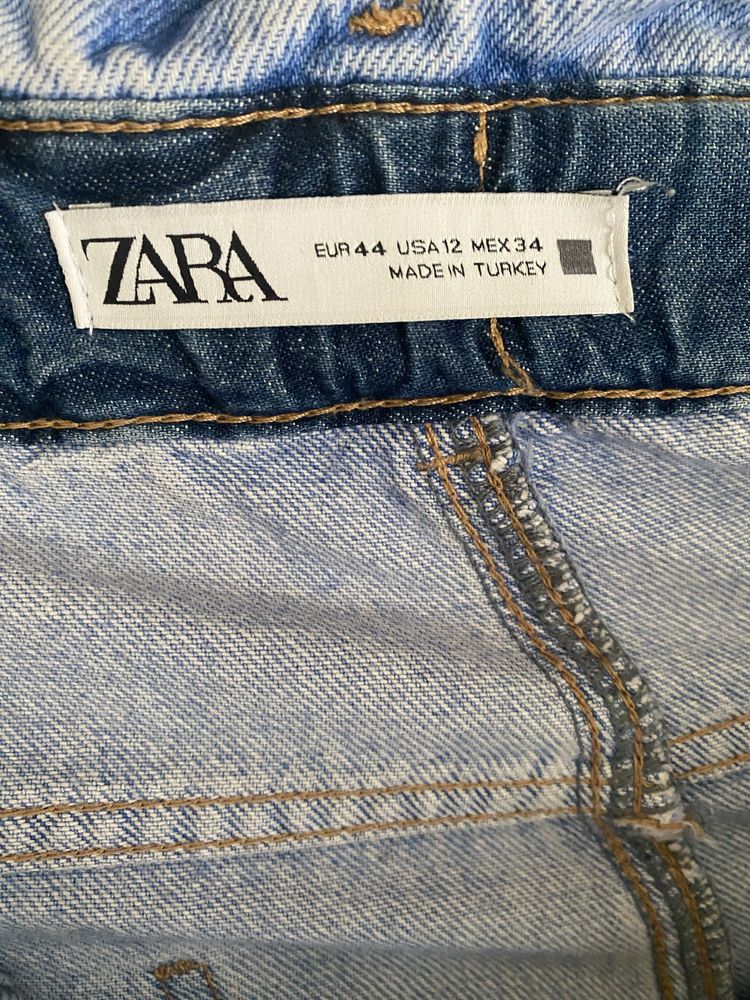 ZARA
EUR 44 USA 12 MEX 34
MADE IN TURKEY